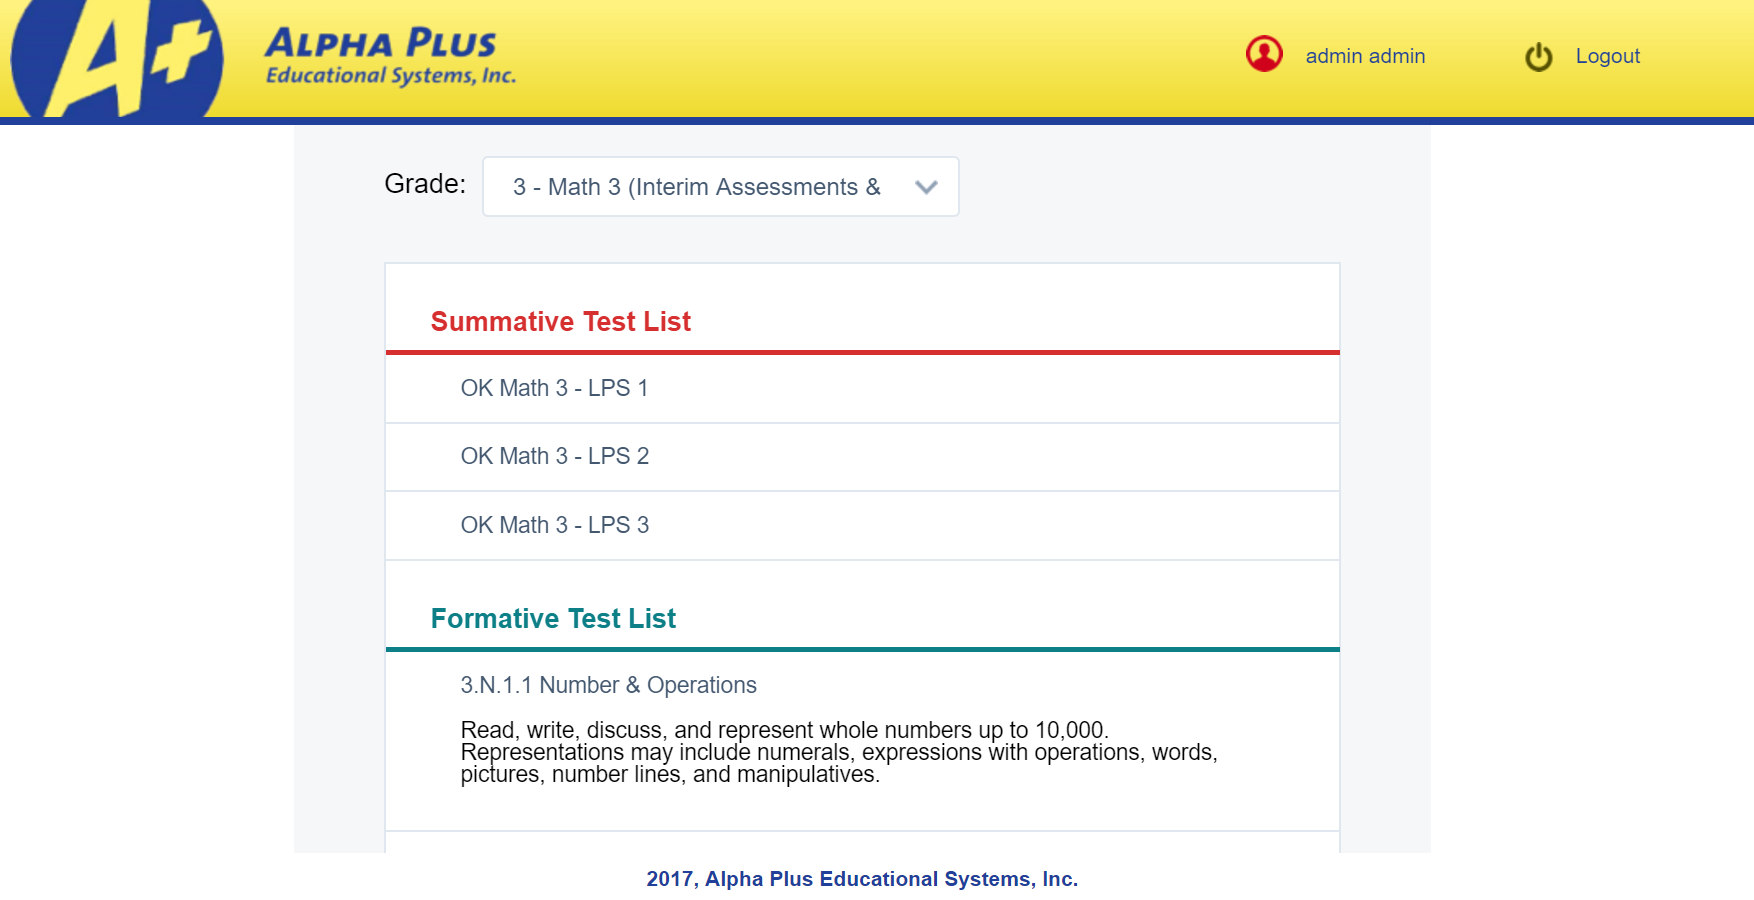 A+
ALPHA PLUS
Educational Systems, Inc.
admin admin
Logout
Grade:
3 - Math 3 (Interim Assessments &
Summative Test List
OK Math 3 - LPS 1
OK Math 3 - LPS 2
OK Math 3 - LPS 3
Formative Test List
3.N.1.1 Number & Operations
Read, write, discuss, and represent whole numbers up to 10,000.
Representations may include numerals, expressions with operations, words,
pictures, number lines, and manipulatives.
2017, Alpha Plus Educational Systems, Inc.